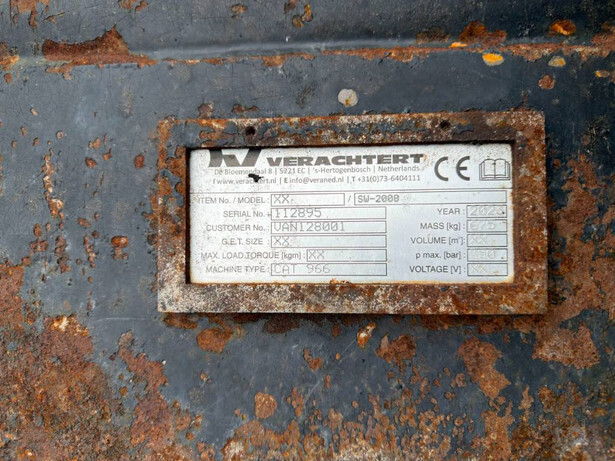 VERACHTERT
De Bloemendaal 8 | 5221 EC | 's-Hertogenbosch | Netherlands
I www.verachtert.nl | E info@veraned.nl | T +31(0)73-6404111
CE
ITEM No. / MODEL XX / SW-2000
SERIAL No. 112895 YEAR
CUSTOMER No. VAN128001 MASS [kg]
G.E.T. SIZE XX VOLUME [m³] XX
MAX. LOAD TORQUE [kgm] XX p max. [bar]
MACHINE TYPE CAT 966 VOLTAGE [V]